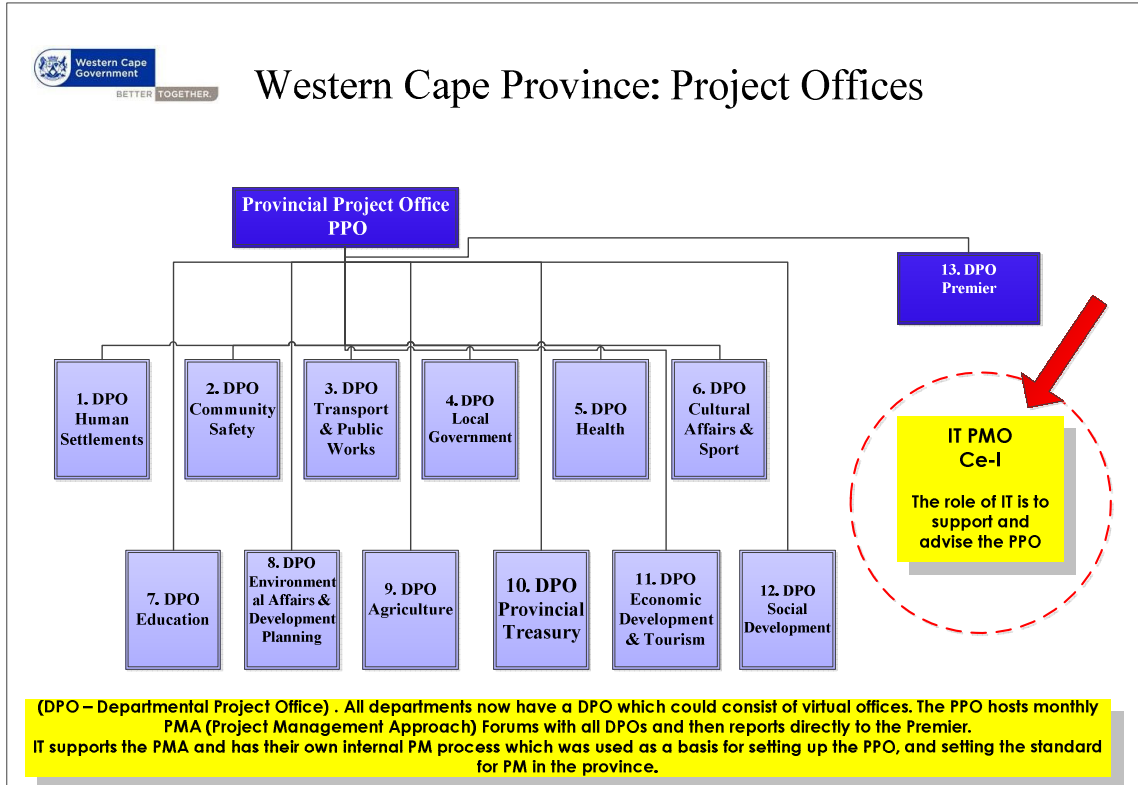 Western Cape
Government
BETTER TOGETHER.
Western Cape Province: Project Offices
Provincial Project Office
PPO
13. DPO
Premier
1. DPO
Human
Settlements
2. DPO
Community
Safety
3. DPO
Transport
& Public
Works
4. DPO
Local
Government
5. DPO
Health
6. DPO
Cultural
Affairs &
Sport
IT PMO
Ce-I
The role of IT is to
support and
advise the PPO
7. DPO
Education
8. DPO
Environment
al Affairs &
Development
Planning
9. DPO
Agriculture
10. DPO
Provincial
Treasury
11. DPO
Economic
Development
& Tourism
12. DPO
Social
Development
(DPO – Departmental Project Office) . All departments now have a DPO which could consist of virtual offices. The PPO hosts monthly
PMA (Project Management Approach) Forums with all DPOs and then reports directly to the Premier.
IT supports the PMA and has their own internal PM process which was used as a basis for setting up the PPO, and setting the standard
for PM in the province.